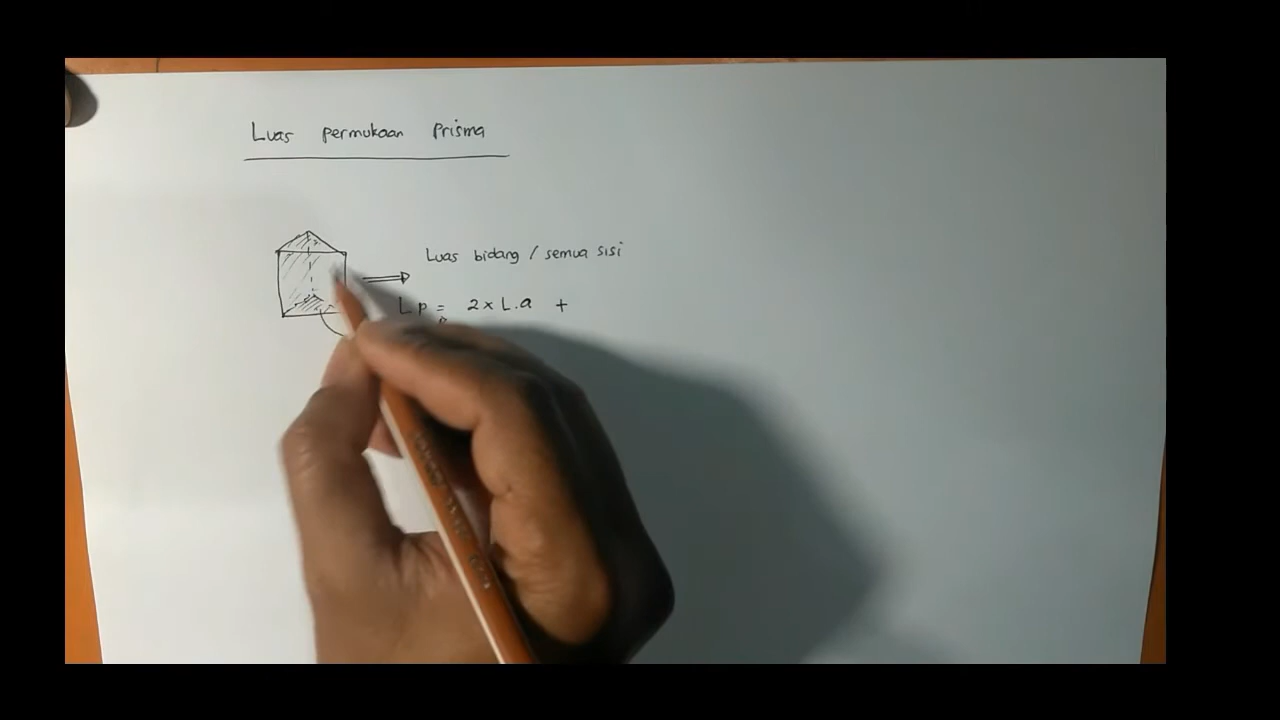 Luas permukaan Prisma
Luas bidang / semua sisi
Lp = 2 x L.a +